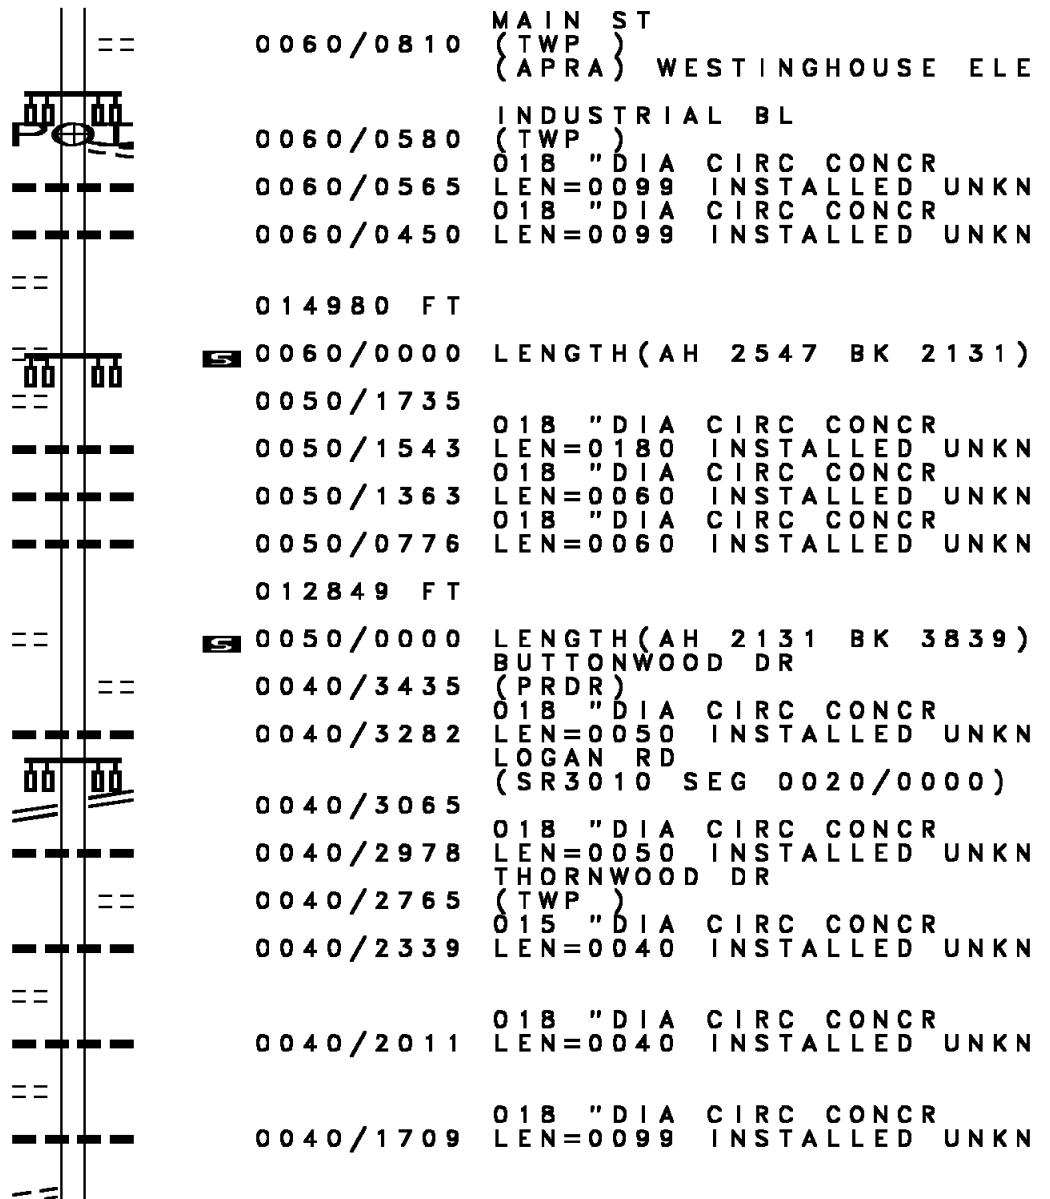 MAIN ST
0060/0810 (TWP )
(APRA) WESTINGHOUSE ELE
INDUSTRIAL BL
POT
0060/0580 (TWP )
018 "DIA CIRC CONCR
0060/0565 LEN=0099 INSTALLED UNKN
018 "DIA CIRC CONCR
0060/0450 LEN=0099 INSTALLED UNKN
014980 FT
S 0060/0000 LENGTH(AH 2547 BK 2131)
0050/1735
018 "DIA CIRC CONCR
0050/1543 LEN=0180 INSTALLED UNKN
018 "DIA CIRC CONCR
0050/1363 LEN=0060 INSTALLED UNKN
018 "DIA CIRC CONCR
0050/0776 LEN=0060 INSTALLED UNKN
012849 FT
S 0050/0000 LENGTH(AH 2131 BK 3839)
BUTTONWOOD DR
0040/3435 (PRDR)
018 "DIA CIRC CONCR
0040/3282 LEN=0050 INSTALLED UNKN
LOGAN RD
(SR3010 SEG 0020/0000)
0040/3065
018 "DIA CIRC CONCR
0040/2978 LEN=0050 INSTALLED UNKN
THORNWOOD DR
0040/2765 (TWP )
015 "DIA CIRC CONCR
0040/2339 LEN=0040 INSTALLED UNKN
018 "DIA CIRC CONCR
0040/2011 LEN=0040 INSTALLED UNKN
018 "DIA CIRC CONCR
0040/1709 LEN=0099 INSTALLED UNKN